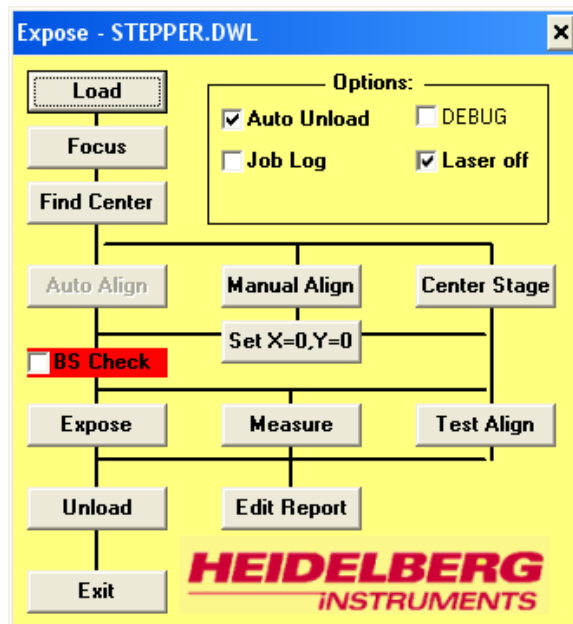 Expose - STEPPER.DWL
Load
Options:
Auto Unload
DEBUG
Job Log
Laser off
Focus
Find Center
Auto Align
Manual Align
Center Stage
Set X=0,Y=0
BS Check
Expose
Measure
Test Align
Unload
Edit Report
Exit
HEIDELBERG
iNSTRUMENTS